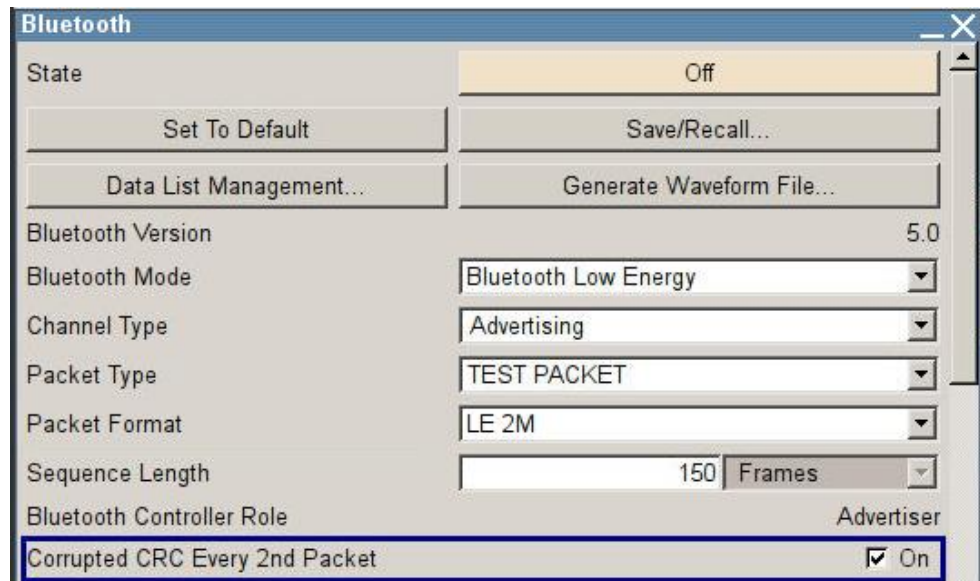 Bluetooth
State Off
Set To Default Save/Recall...
Data List Management... Generate Waveform File...
Bluetooth Version 5.0
Bluetooth Mode Bluetooth Low Energy
Channel Type Advertising
Packet Type TEST PACKET
Packet Format LE 2M
Sequence Length 150 Frames
Bluetooth Controller Role Advertiser
Corrupted CRC Every 2nd Packet On